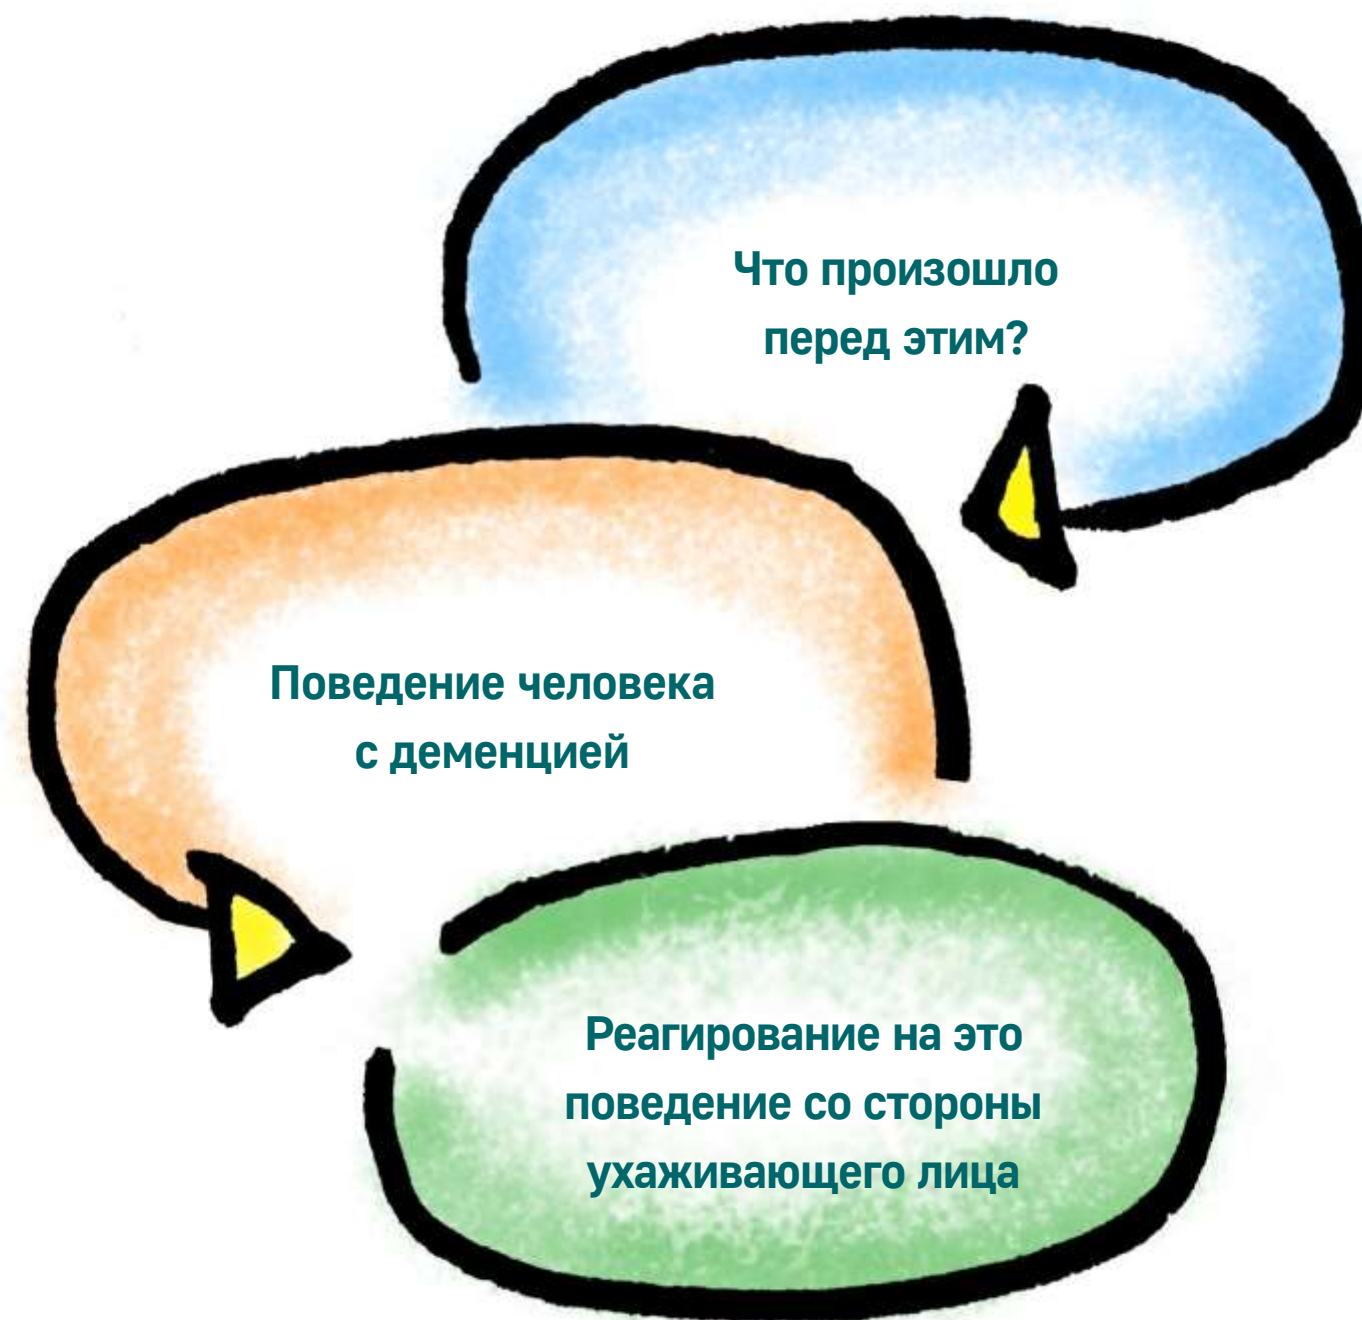 Что произошло
перед этим?
Поведение человека
с деменцией
Реагирование на это
поведение со стороны
ухаживающего лица